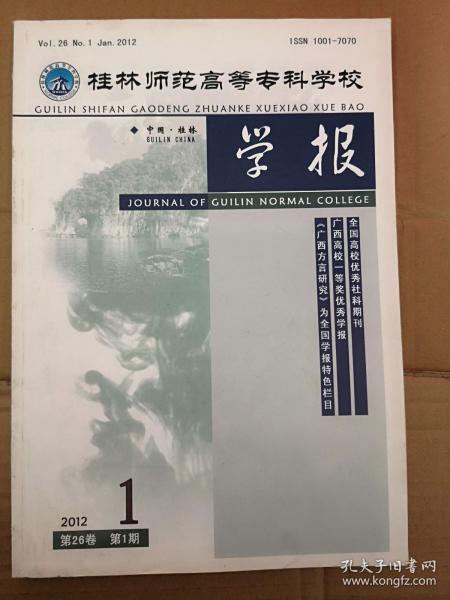 Vol.26 No.1 Jan.2012
ISSN 1001-7070
桂林师范高等专科学校
GUILIN SHIFAN GAODENG ZHUANKE XUEXIAO XUE BAO
◆ 中国·桂林
GUILIN CHINA
学报
JOURNAL OF GUILIN NORMAL COLLEGE
全国高校优秀社科期刊
广西高校一等奖优秀学报
《广西方言研究》为全国学报特色栏目
2012
1
第26卷 第1期
孔夫子旧书网
www.kongfz.com